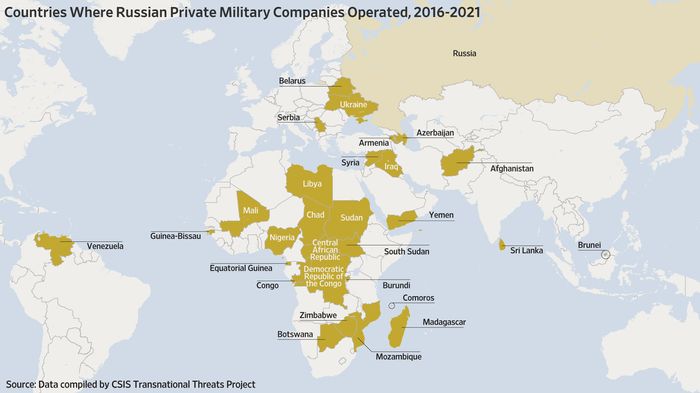 Countries Where Russian Private Military Companies Operated, 2016-2021
Russia
Belarus
Ukraine
Serbia
Azerbaijan
Armenia
Syria
Iraq
Afghanistan
Libya
Mali
Chad
Sudan
Yemen
Guinea-Bissau
Nigeria
Venezuela
Central
African
Republic
South Sudan
Sri Lanka
Brunei
Equatorial Guinea
Democratic
Republic of
the Congo
Congo
Burundi
Comoros
Zimbabwe
Madagascar
Botswana
Mozambique
Source: Data compiled by CSIS Transnational Threats Project